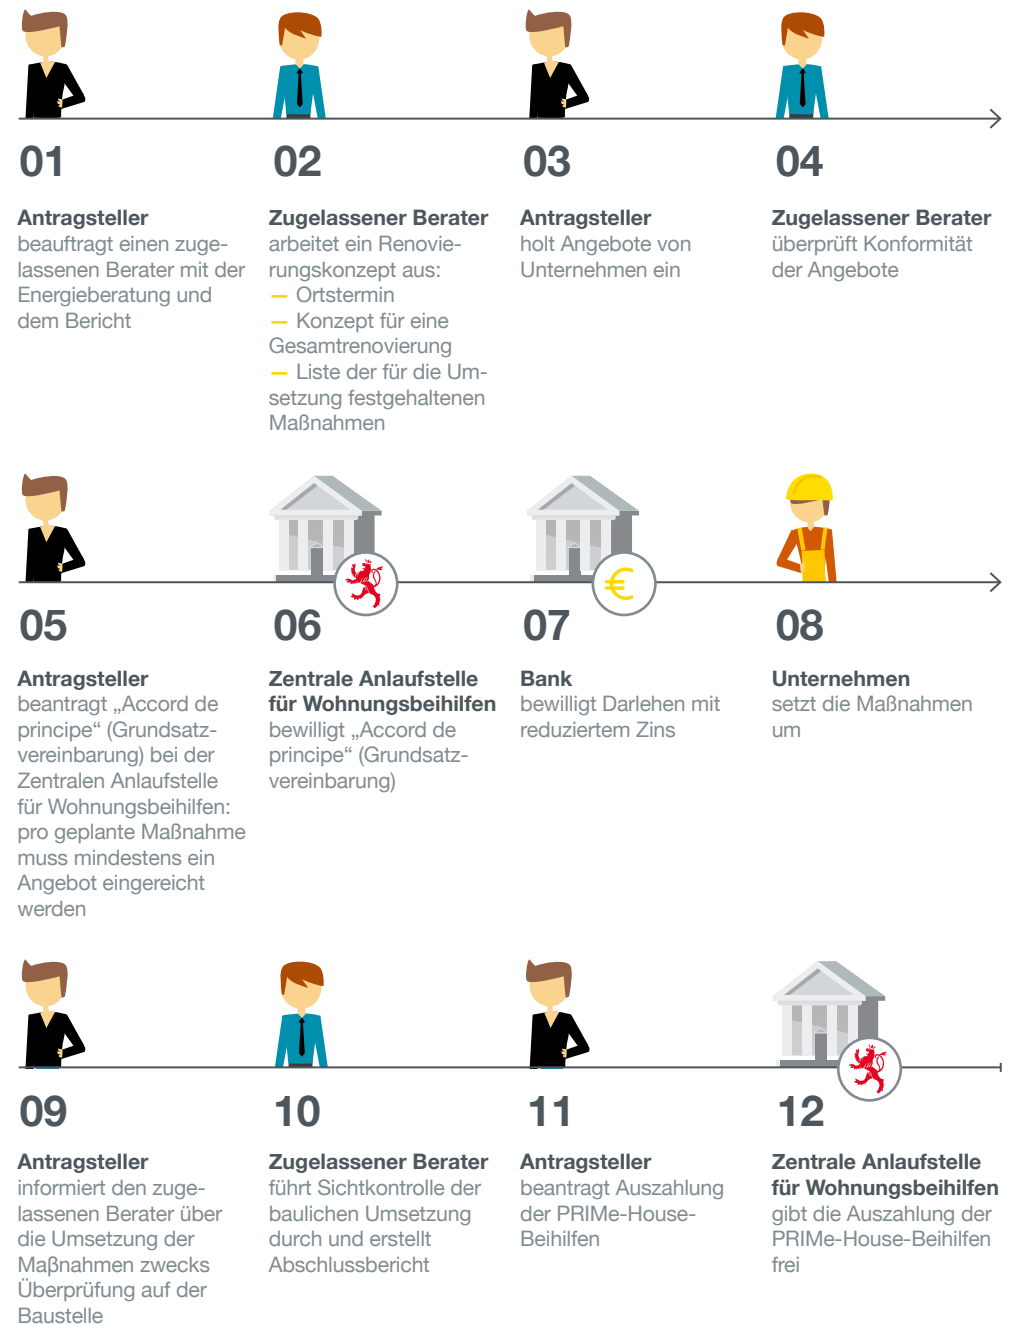 01
Antragsteller
beauftragt einen zuge-
lassenen Berater mit der
Energieberatung und
dem Bericht
02
Zugelassener Berater
arbeitet ein Renovie-
rungskonzept aus:
— Ortstermin
— Konzept für eine
Gesamtrenovierung
— Liste der für die Um-
setzung festgehaltenen
Maßnahmen
03
Antragsteller
holt Angebote von
Unternehmen ein
04
Zugelassener Berater
überprüft Konformität
der Angebote
05
Antragsteller
beantragt „Accord de
principe“ (Grundsatz-
vereinbarung) bei der
Zentralen Anlaufstelle
für Wohnungsbeihilfen:
pro geplante Maßnahme
muss mindestens ein
Angebot eingereicht
werden
06
Zentrale Anlaufstelle
für Wohnungsbeihilfen
bewilligt „Accord de
principe“ (Grundsatz-
vereinbarung)
€
07
Bank
bewilligt Darlehen mit
reduziertem Zins
08
Unternehmen
setzt die Maßnahmen
um
09
Antragsteller
informiert den zuge-
lassenen Berater über
die Umsetzung der
Maßnahmen zwecks
Überprüfung auf der
Baustelle
10
Zugelassener Berater
führt Sichtkontrolle der
baulichen Umsetzung
durch und erstellt
Abschlussbericht
11
Antragsteller
beantragt Auszahlung
der PRIMe-House-
Beihilfen
12
Zentrale Anlaufstelle
für Wohnungsbeihilfen
gibt die Auszahlung der
PRIMe-House-Beihilfen
frei